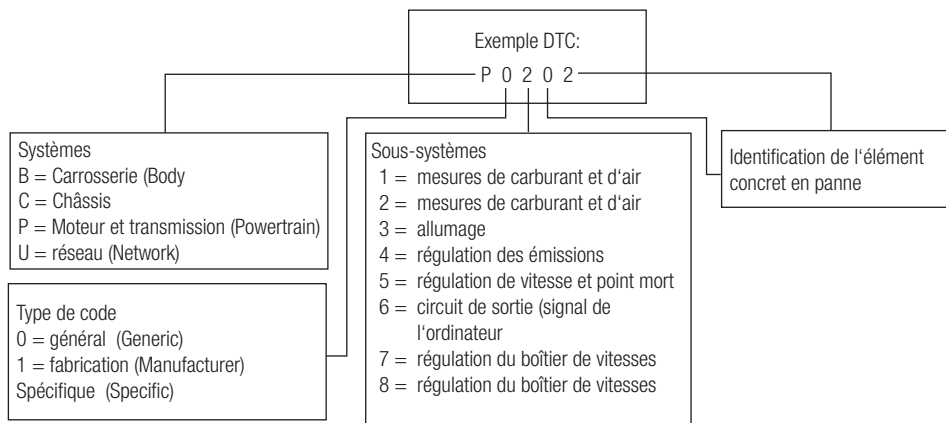 Exemple DTC:
P 0 2 0 2
Systèmes
B = Carrosserie (Body
C = Châssis
P = Moteur et transmission (Powertrain)
U = réseau (Network)
Type de code
0 = général (Generic)
1 = fabrication (Manufacturer)
Spécifique (Specific)
Sous-systèmes
1 = mesures de carburant et d‘air
2 = mesures de carburant et d‘air
3 = allumage
4 = régulation des émissions
5 = régulation de vitesse et point mort
6 = circuit de sortie (signal de
l‘ordinateur
7 = régulation du boîtier de vitesses
8 = régulation du boîtier de vitesses
Identification de l‘élément
concret en panne